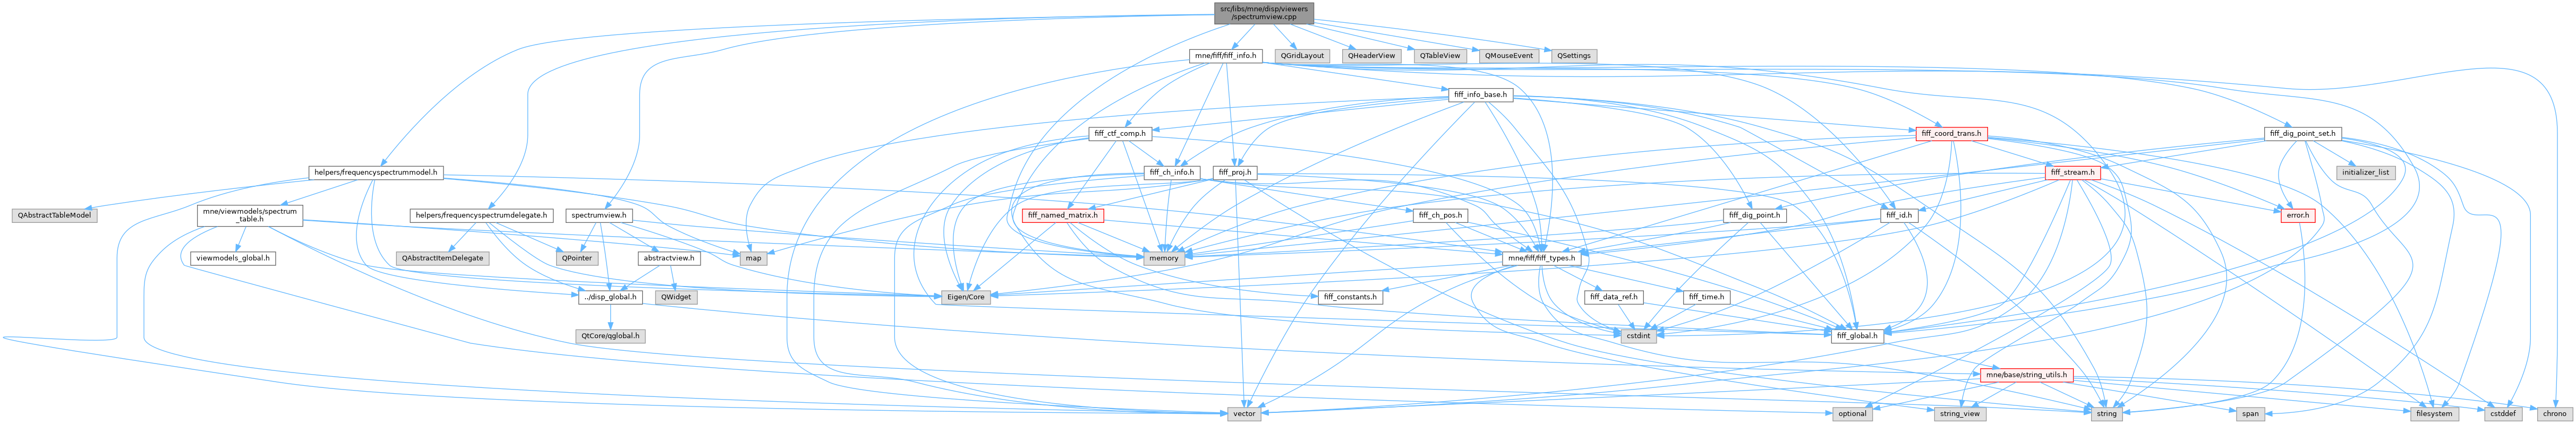 src/libs/mne/disp/viewers
/spectrumview.cpp
mne/fiff/fiff_info.h
QGridLayout
QHeaderView
QTableView
QMouseEvent
QSettings
fiff_info_base.h
fiff_ctf_comp.h
fiff_coord_trans.h
fiff_dig_point_set.h
helpers/frequencyspectrummodel.h
fiff_ch_info.h
fiff_proj.h
fiff_stream.h
initializer_list
QAbstractTableModel
mne/viewmodels/spectrum
_table.h
helpers/frequencyspectrumdelegate.h
spectrumview.h
fiff_named_matrix.h
fiff_ch_pos.h
fiff_dig_point.h
fiff_id.h
error.h
viewmodels_global.h
QAbstractItemDelegate
QPointer
abstractview.h
map
memory
mne/fiff/fiff_types.h
../disp_global.h
QWidget
Eigen/Core
fiff_constants.h
fiff_data_ref.h
fiff_time.h
QtCore/qglobal.h
cstdint
fiff_global.h
mne/base/string_utils.h
vector
optional
string_view
string
span
filesystem
cstddef
chrono